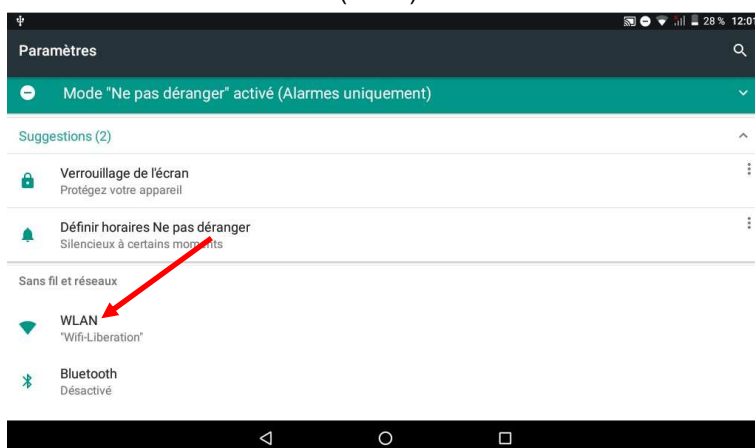 28 % 12:01
Paramètres
Mode "Ne pas déranger" activé (Alarmes uniquement)
Suggestions (2)
Verrouillage de l'écran
Protégez votre appareil
Définir horaires Ne pas déranger
Silencieux à certains moments
Sans fil et réseaux
WLAN
"Wifi-Liberation"
Bluetooth
Désactivé